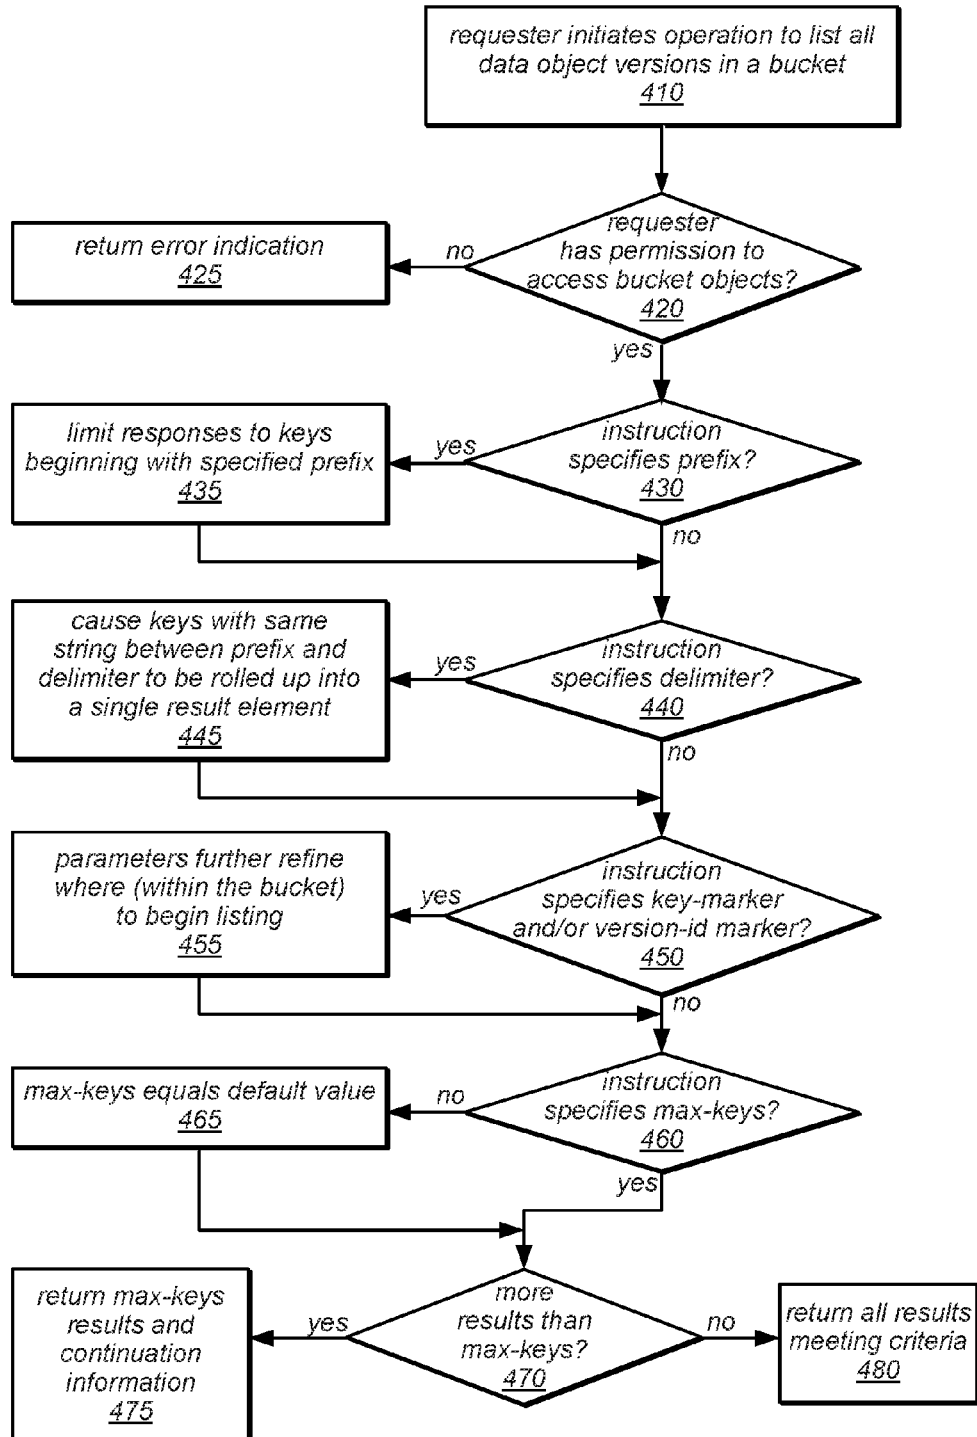 requester initiates operation to list all
data object versions in a bucket
410
requester
has permission to
access bucket objects?
420
no
return error indication
425
yes
instruction
specifies prefix?
430
yes
limit responses to keys
beginning with specified prefix
435
no
instruction
specifies delimiter?
440
yes
cause keys with same
string between prefix and
delimiter to be rolled up into
a single result element
445
no
instruction
specifies key-marker
and/or version-id marker?
450
yes
parameters further refine
where (within the bucket)
to begin listing
455
no
instruction
specifies max-keys?
460
no
max-keys equals default value
465
yes
more
results than
max-keys?
470
yes
return max-keys
results and
continuation
information
475
no
return all results
meeting criteria
480